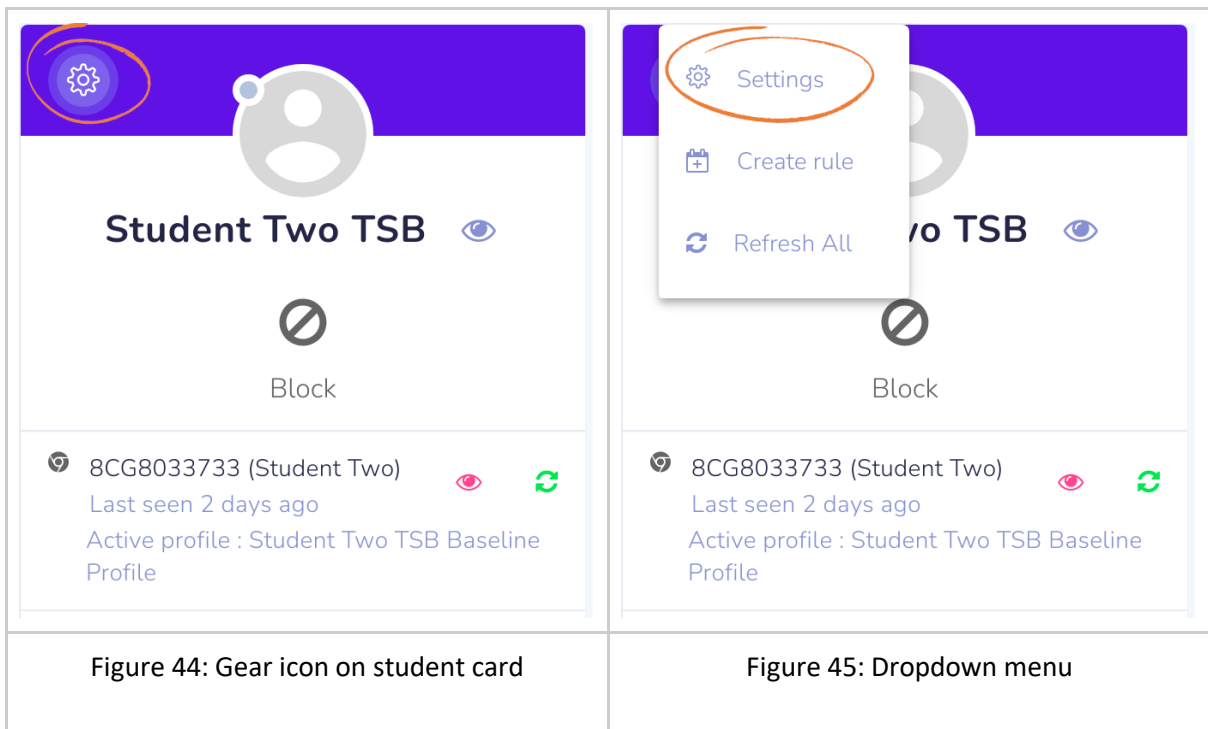 Student Two TSB
Block
8CG8033733 (Student Two)
Last seen 2 days ago
Active profile : Student Two TSB Baseline
Profile
Figure 44: Gear icon on student card
Settings
Create rule
Refresh All
vo TSB
Block
8CG8033733 (Student Two)
Last seen 2 days ago
Active profile : Student Two TSB Baseline
Profile
Figure 45: Dropdown menu